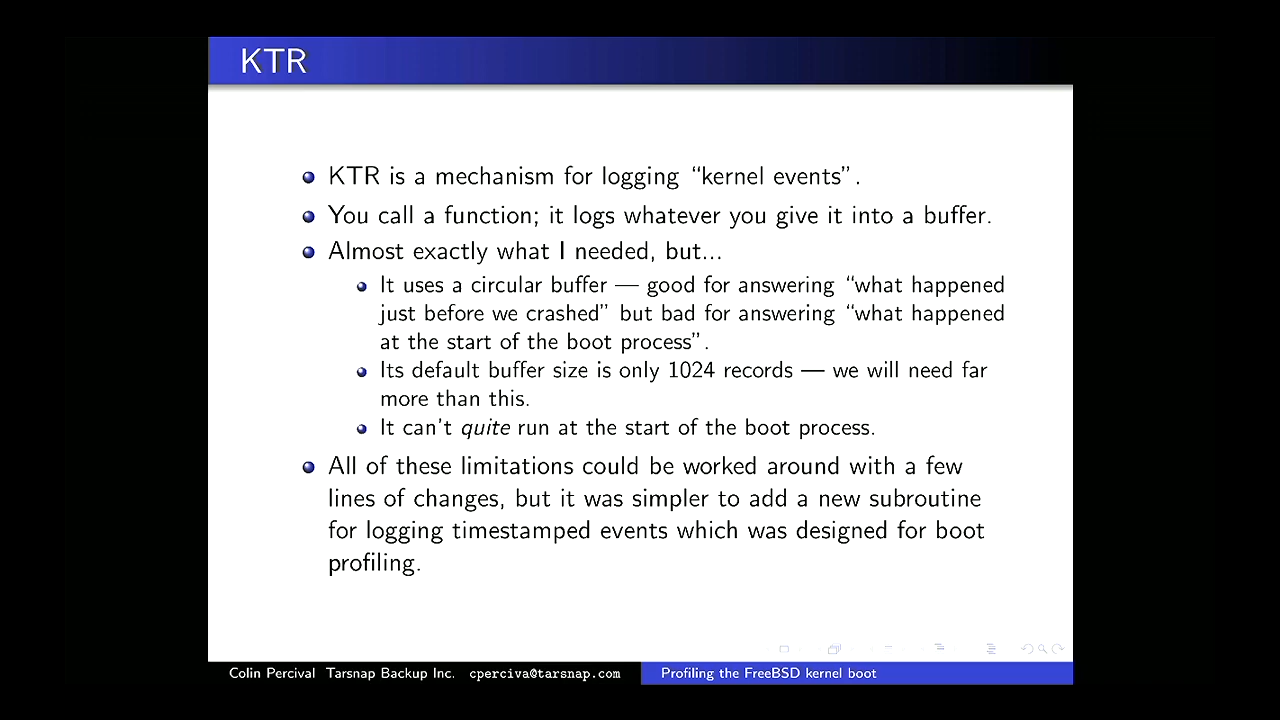 KTR
KTR is a mechanism for logging “kernel events”.
You call a function; it logs whatever you give it into a buffer.
Almost exactly what I needed, but...
It uses a circular buffer — good for answering “what happened
just before we crashed” but bad for answering “what happened
at the start of the boot process”.
Its default buffer size is only 1024 records — we will need far
more than this.
It can't quite run at the start of the boot process.
All of these limitations could be worked around with a few
lines of changes, but it was simpler to add a new subroutine
for logging timestamped events which was designed for boot
profiling.
Colin Percival Tarsnap Backup Inc. cperciva@tarsnap.com
Profiling the FreeBSD kernel boot